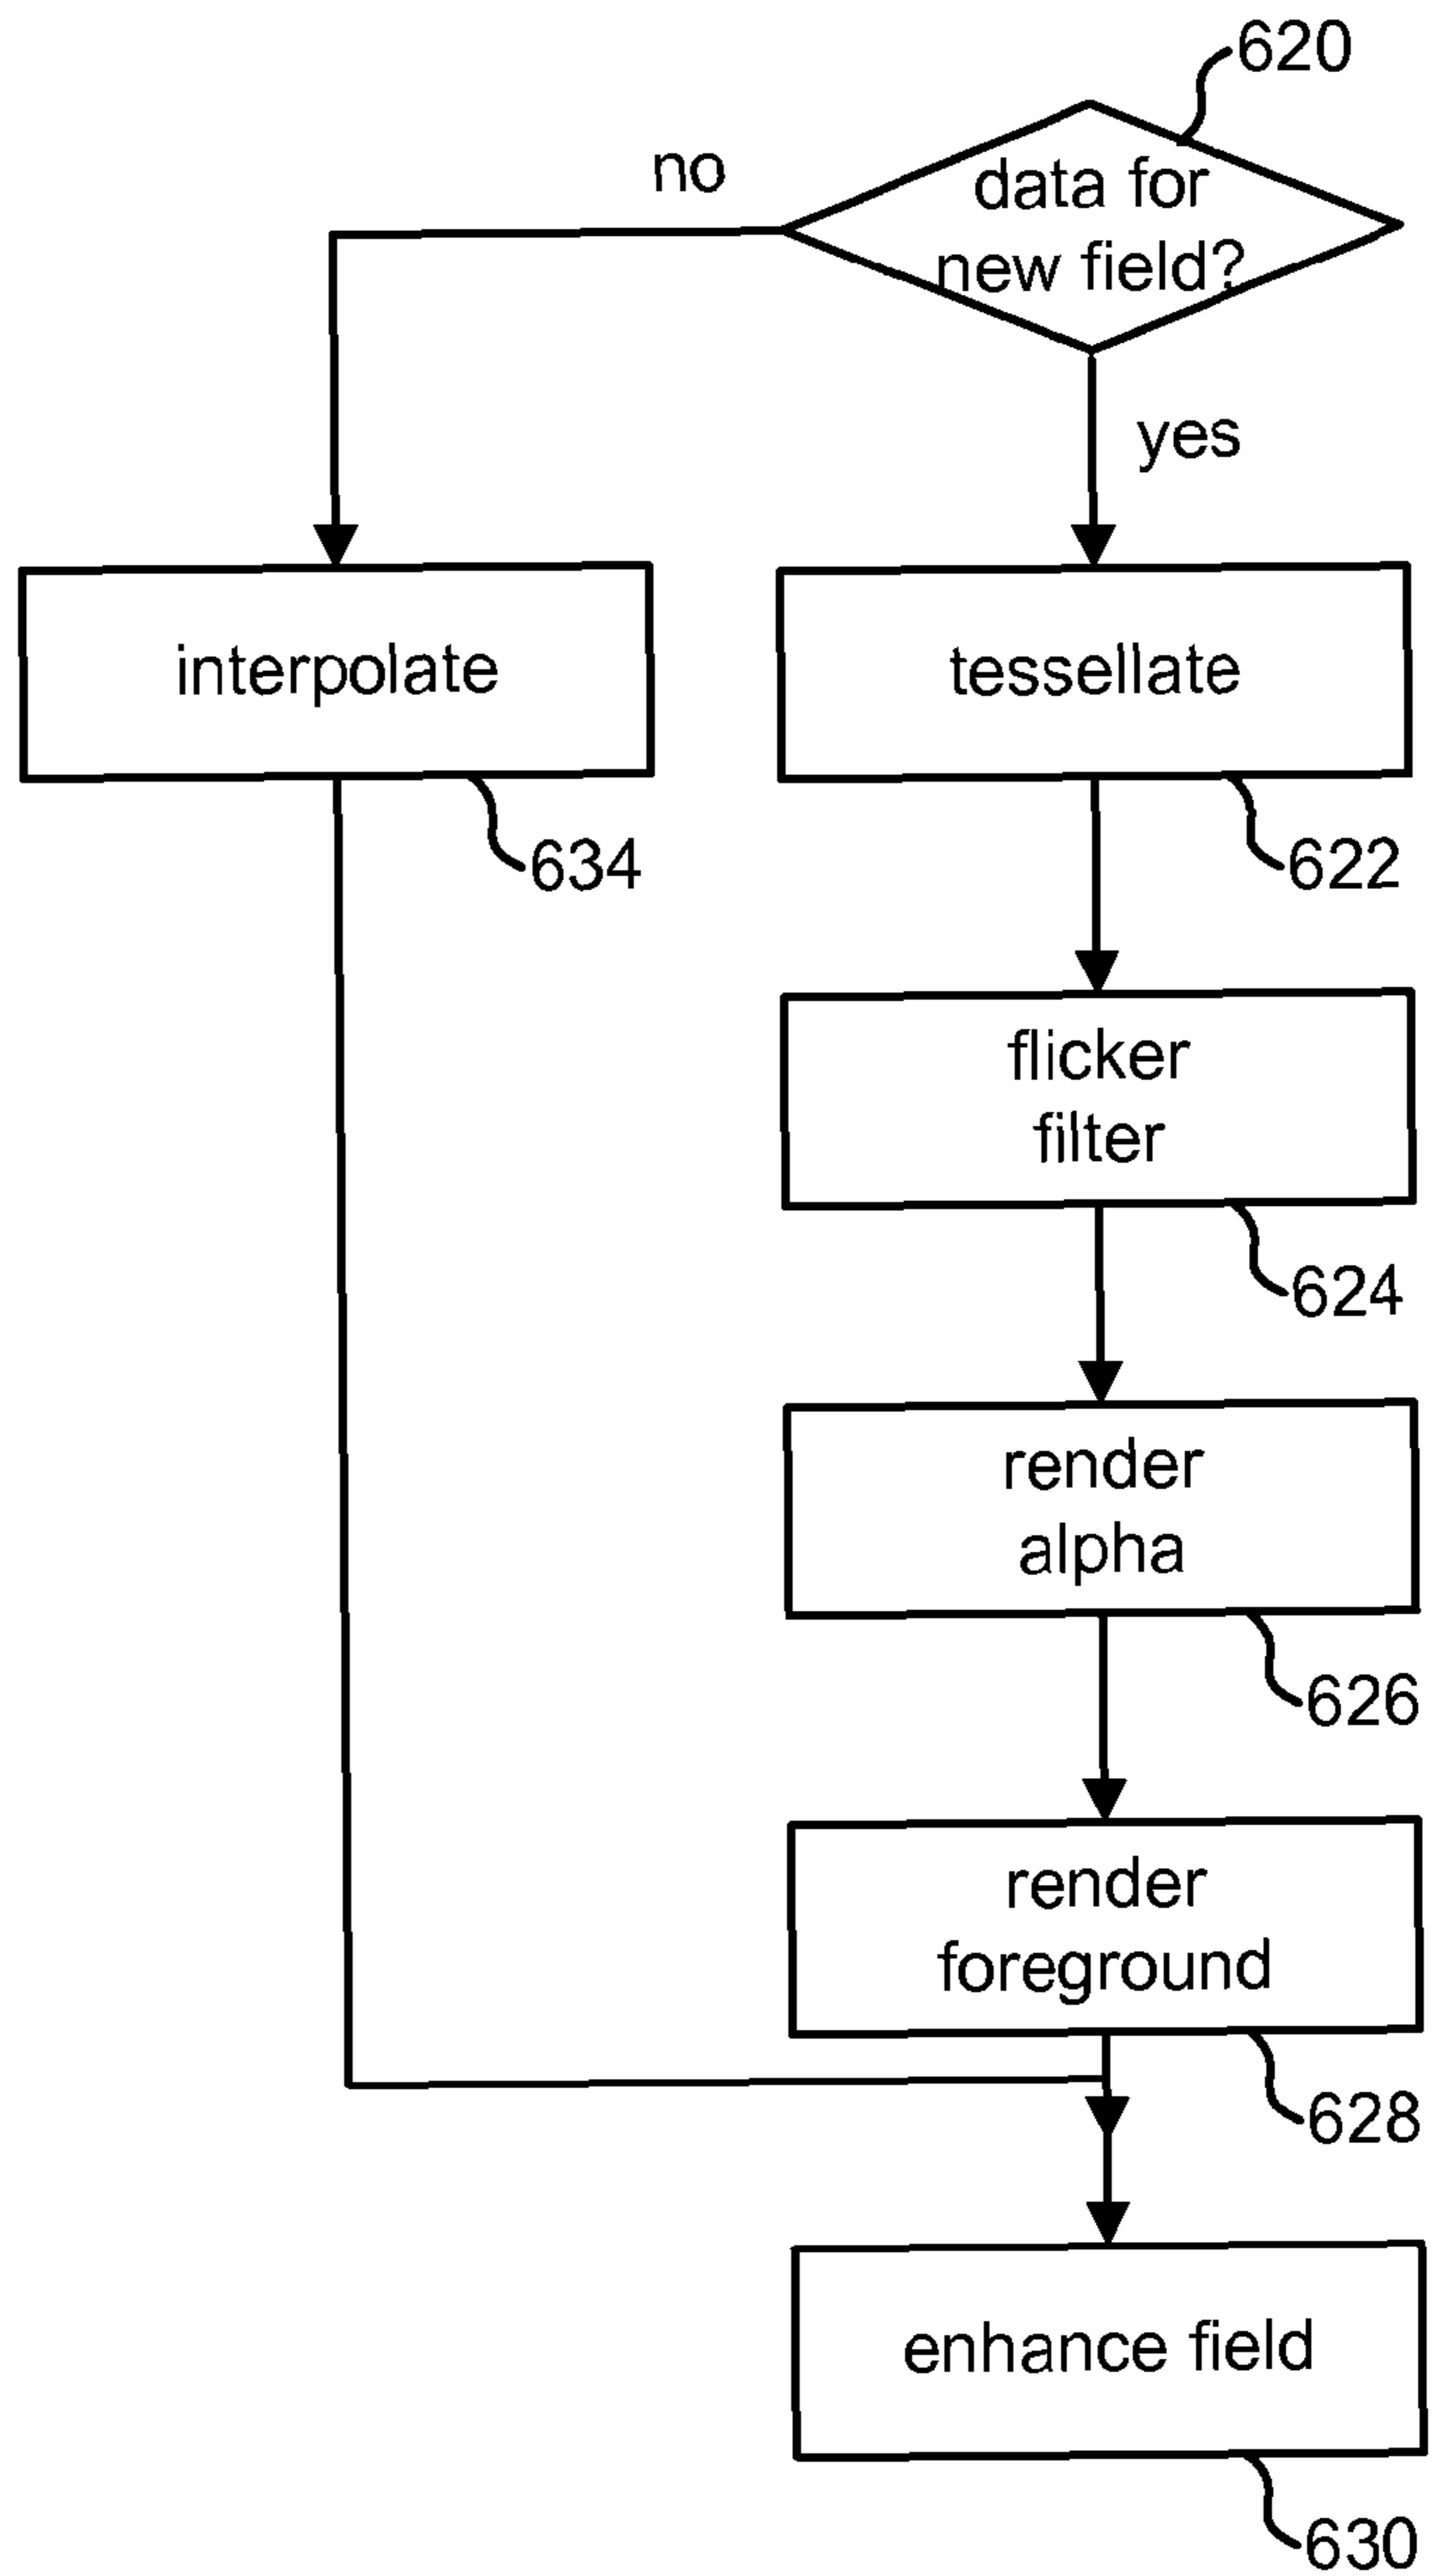 620
data for
new field?
no
yes
interpolate
tessellate
634
622
flicker
filter
624
render
alpha
626
render
foreground
628
enhance field
630